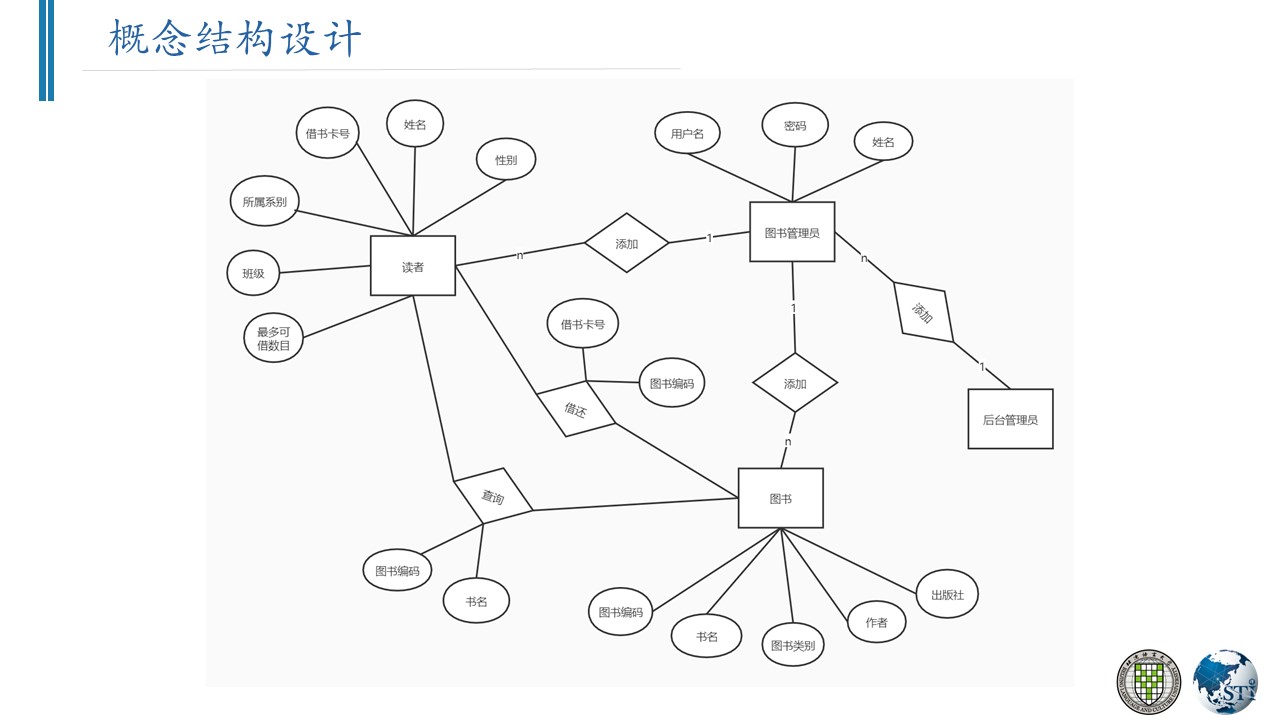 概念结构设计
借书卡号
姓名
性别
所属系别
班级
最多可
借数目
读者
n
添加
1
用户名
密码
姓名
图书管理员
n
添加
1
后台管理员
1
添加
n
借书卡号
图书编码
借还
查询
图书编码
书名
图书
图书编码
书名
图书类别
作者
出版社
STI